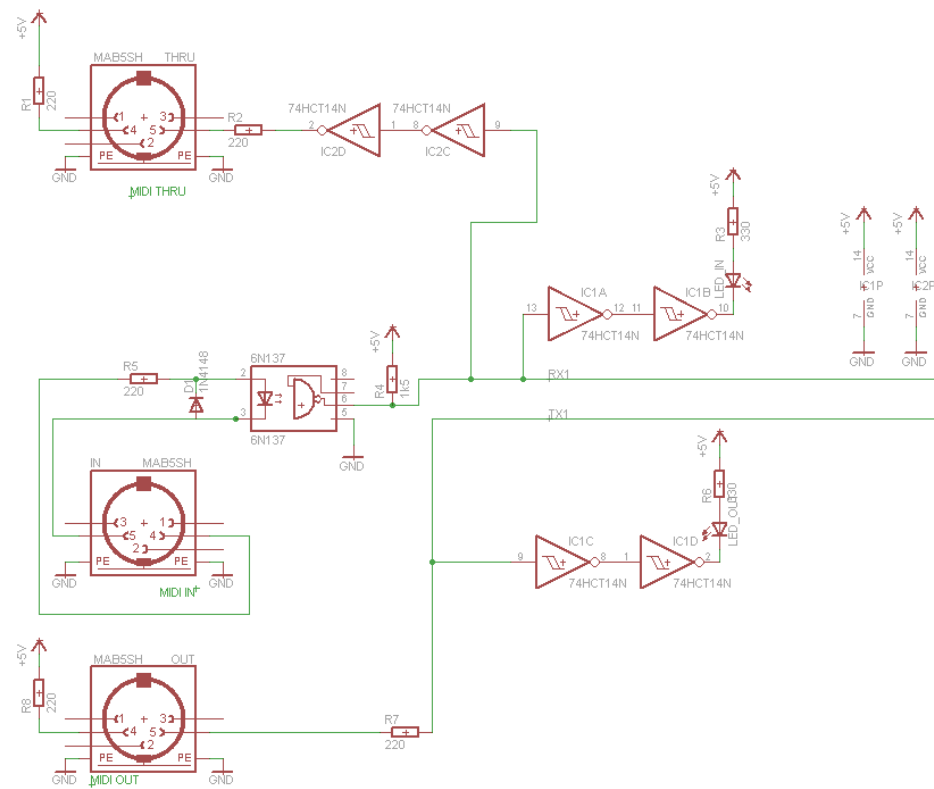 +5V
R1
220
MAB5SH THRU
1 3
4 5
2
PE PE
GND GND
MIDI THRU
R2
220
74HCT14N
2 1
IC2D
74HCT14N
8 9
IC2C
+5V
R3
330
LED_IN
IC1A
13 12
74HCT14N
IC1B
11 10
74HCT14N
+5V
14
VCC
IC1P
7
GND
GND
+5V
14
VCC
IC2P
7
GND
GND
R5
220
D1
1N4148
6N137
2 8
7
6
3 5
6N137
GND
+5V
R4
1k5
RX1
TX1
IN MAB5SH
3 1
5 4
2
PE PE
GND GND
MIDI IN
+5V
R6
330
LED_OUT
IC1C
9 8
74HCT14N
IC1D
1 2
74HCT14N
+5V
R8
220
MAB5SH OUT
1 3
4 5
2
PE PE
GND GND
MIDI OUT
R7
220